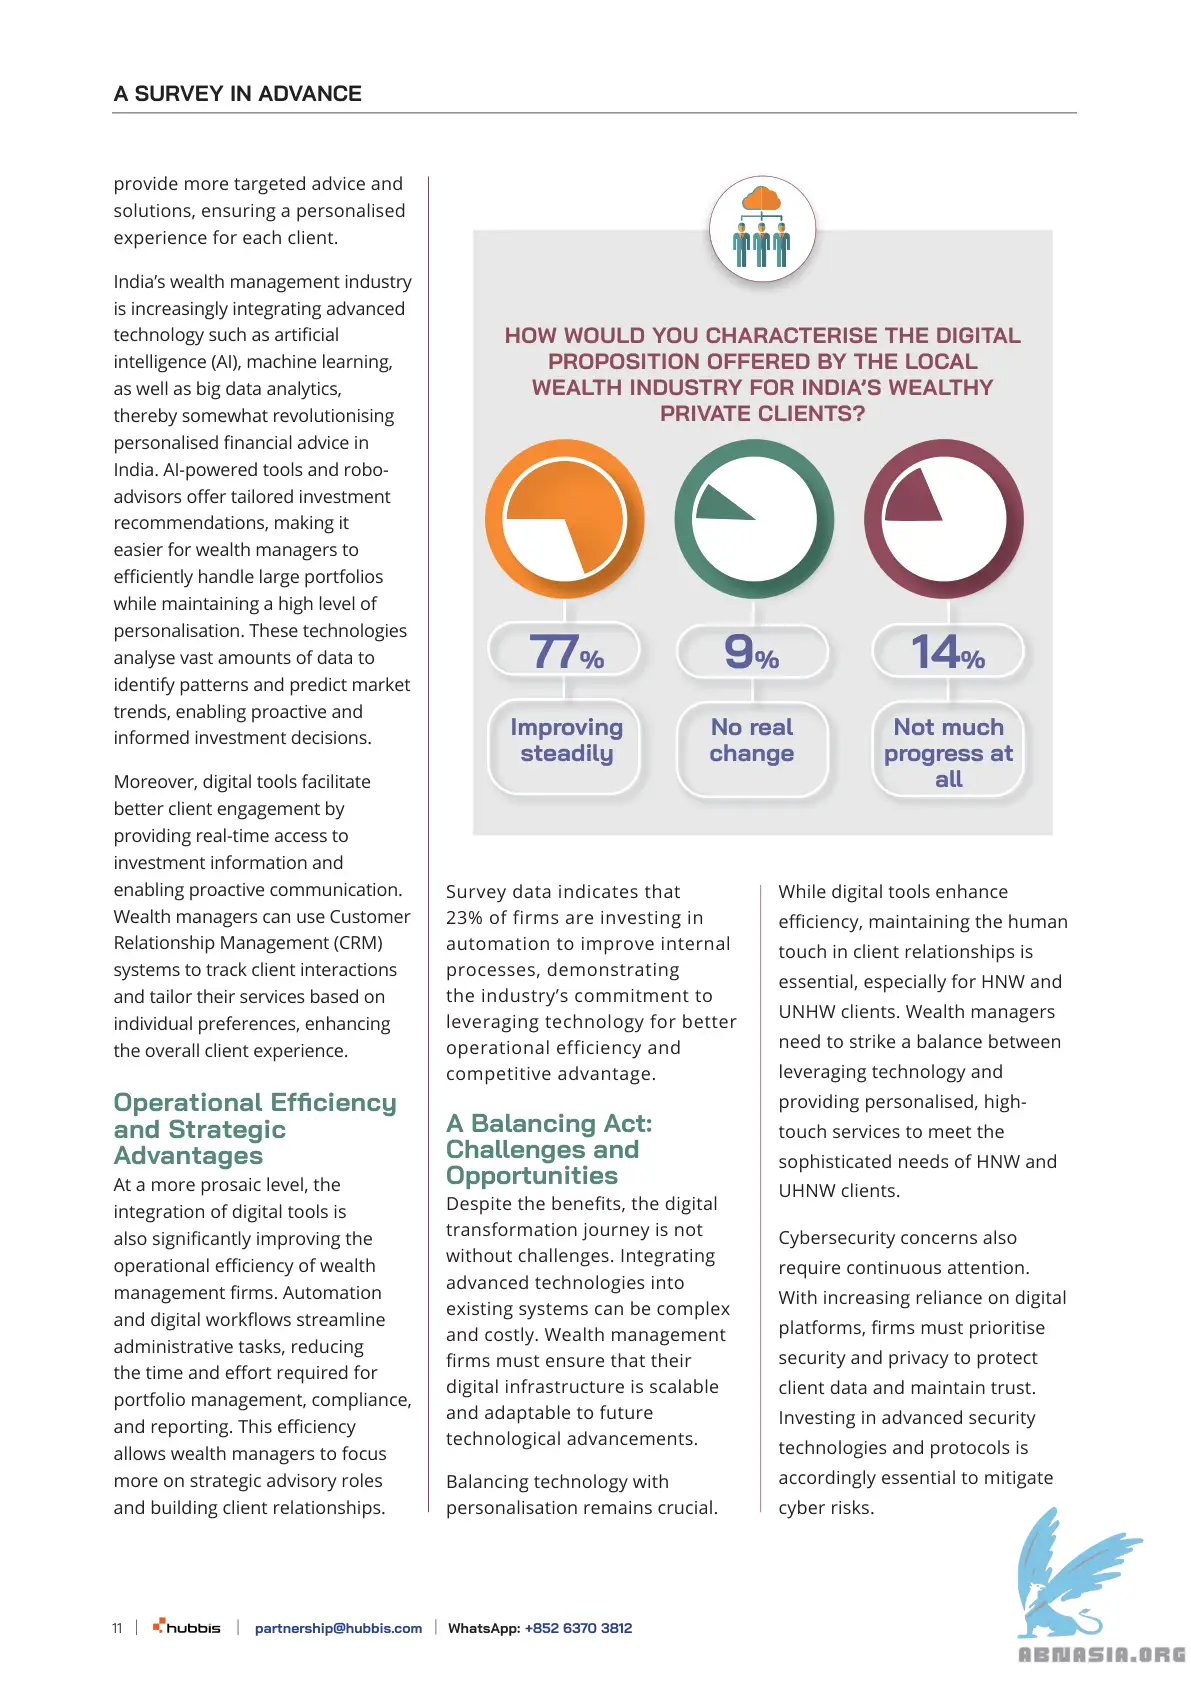 A SURVEY IN ADVANCE
provide more targeted advice and
solutions, ensuring a personalised
experience for each client.
India’s wealth management industry
is increasingly integrating advanced
technology such as artificial
intelligence (AI), machine learning,
as well as big data analytics,
thereby somewhat revolutionising
personalised financial advice in
India. AI-powered tools and robo-
advisors offer tailored investment
recommendations, making it
easier for wealth managers to
efficiently handle large portfolios
while maintaining a high level of
personalisation. These technologies
analyse vast amounts of data to
identify patterns and predict market
trends, enabling proactive and
informed investment decisions.
Moreover, digital tools facilitate
better client engagement by
providing real-time access to
investment information and
enabling proactive communication.
Wealth managers can use Customer
Relationship Management (CRM)
systems to track client interactions
and tailor their services based on
individual preferences, enhancing
the overall client experience.
Operational Efficiency
and Strategic
Advantages
At a more prosaic level, the
integration of digital tools is
also significantly improving the
operational efficiency of wealth
management firms. Automation
and digital workflows streamline
administrative tasks, reducing
the time and effort required for
portfolio management, compliance,
and reporting. This efficiency
allows wealth managers to focus
more on strategic advisory roles
and building client relationships.
HOW WOULD YOU CHARACTERISE THE DIGITAL
PROPOSITION OFFERED BY THE LOCAL
WEALTH INDUSTRY FOR INDIA’S WEALTHY
PRIVATE CLIENTS?
77%
Improving
steadily
9%
No real
change
14%
Not much
progress at
all
Survey data indicates that
23% of firms are investing in
automation to improve internal
processes, demonstrating
the industry’s commitment to
leveraging technology for better
operational efficiency and
competitive advantage.
A Balancing Act:
Challenges and
Opportunities
Despite the benefits, the digital
transformation journey is not
without challenges. Integrating
advanced technologies into
existing systems can be complex
and costly. Wealth management
firms must ensure that their
digital infrastructure is scalable
and adaptable to future
technological advancements.
Balancing technology with
personalisation remains crucial.
While digital tools enhance
efficiency, maintaining the human
touch in client relationships is
essential, especially for HNW and
UNHW clients. Wealth managers
need to strike a balance between
leveraging technology and
providing personalised, high-
touch services to meet the
sophisticated needs of HNW and
UHNW clients.
Cybersecurity concerns also
require continuous attention.
With increasing reliance on digital
platforms, firms must prioritise
security and privacy to protect
client data and maintain trust.
Investing in advanced security
technologies and protocols is
accordingly essential to mitigate
cyber risks.
11 | hubbis | partnership@hubbis.com | WhatsApp: +852 6370 3812
ABNASIA.ORG